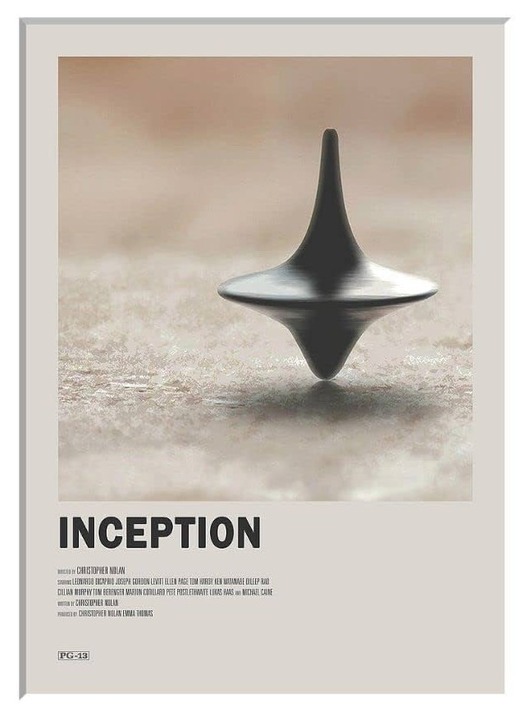 INCEPTION
DIRECTED BY CHRISTOPHER NOLAN
STARRING LEONARDO DICAPRIO JOSEPH GORDON LEVITT ELLEN PAGE TOM HARDY KEN WATANABE DILEEP RAO
CILLIAN MURPHY TOM BERENGER MARION COTILLARD PETE POSTLETHWAITE LUKAS HAAS AND MICHAEL CAINE
WRITTEN BY CHRISTOPHER NOLAN
PRODUCED BY CHRISTOPHER NOLAN EMMA THOMAS
PG-13